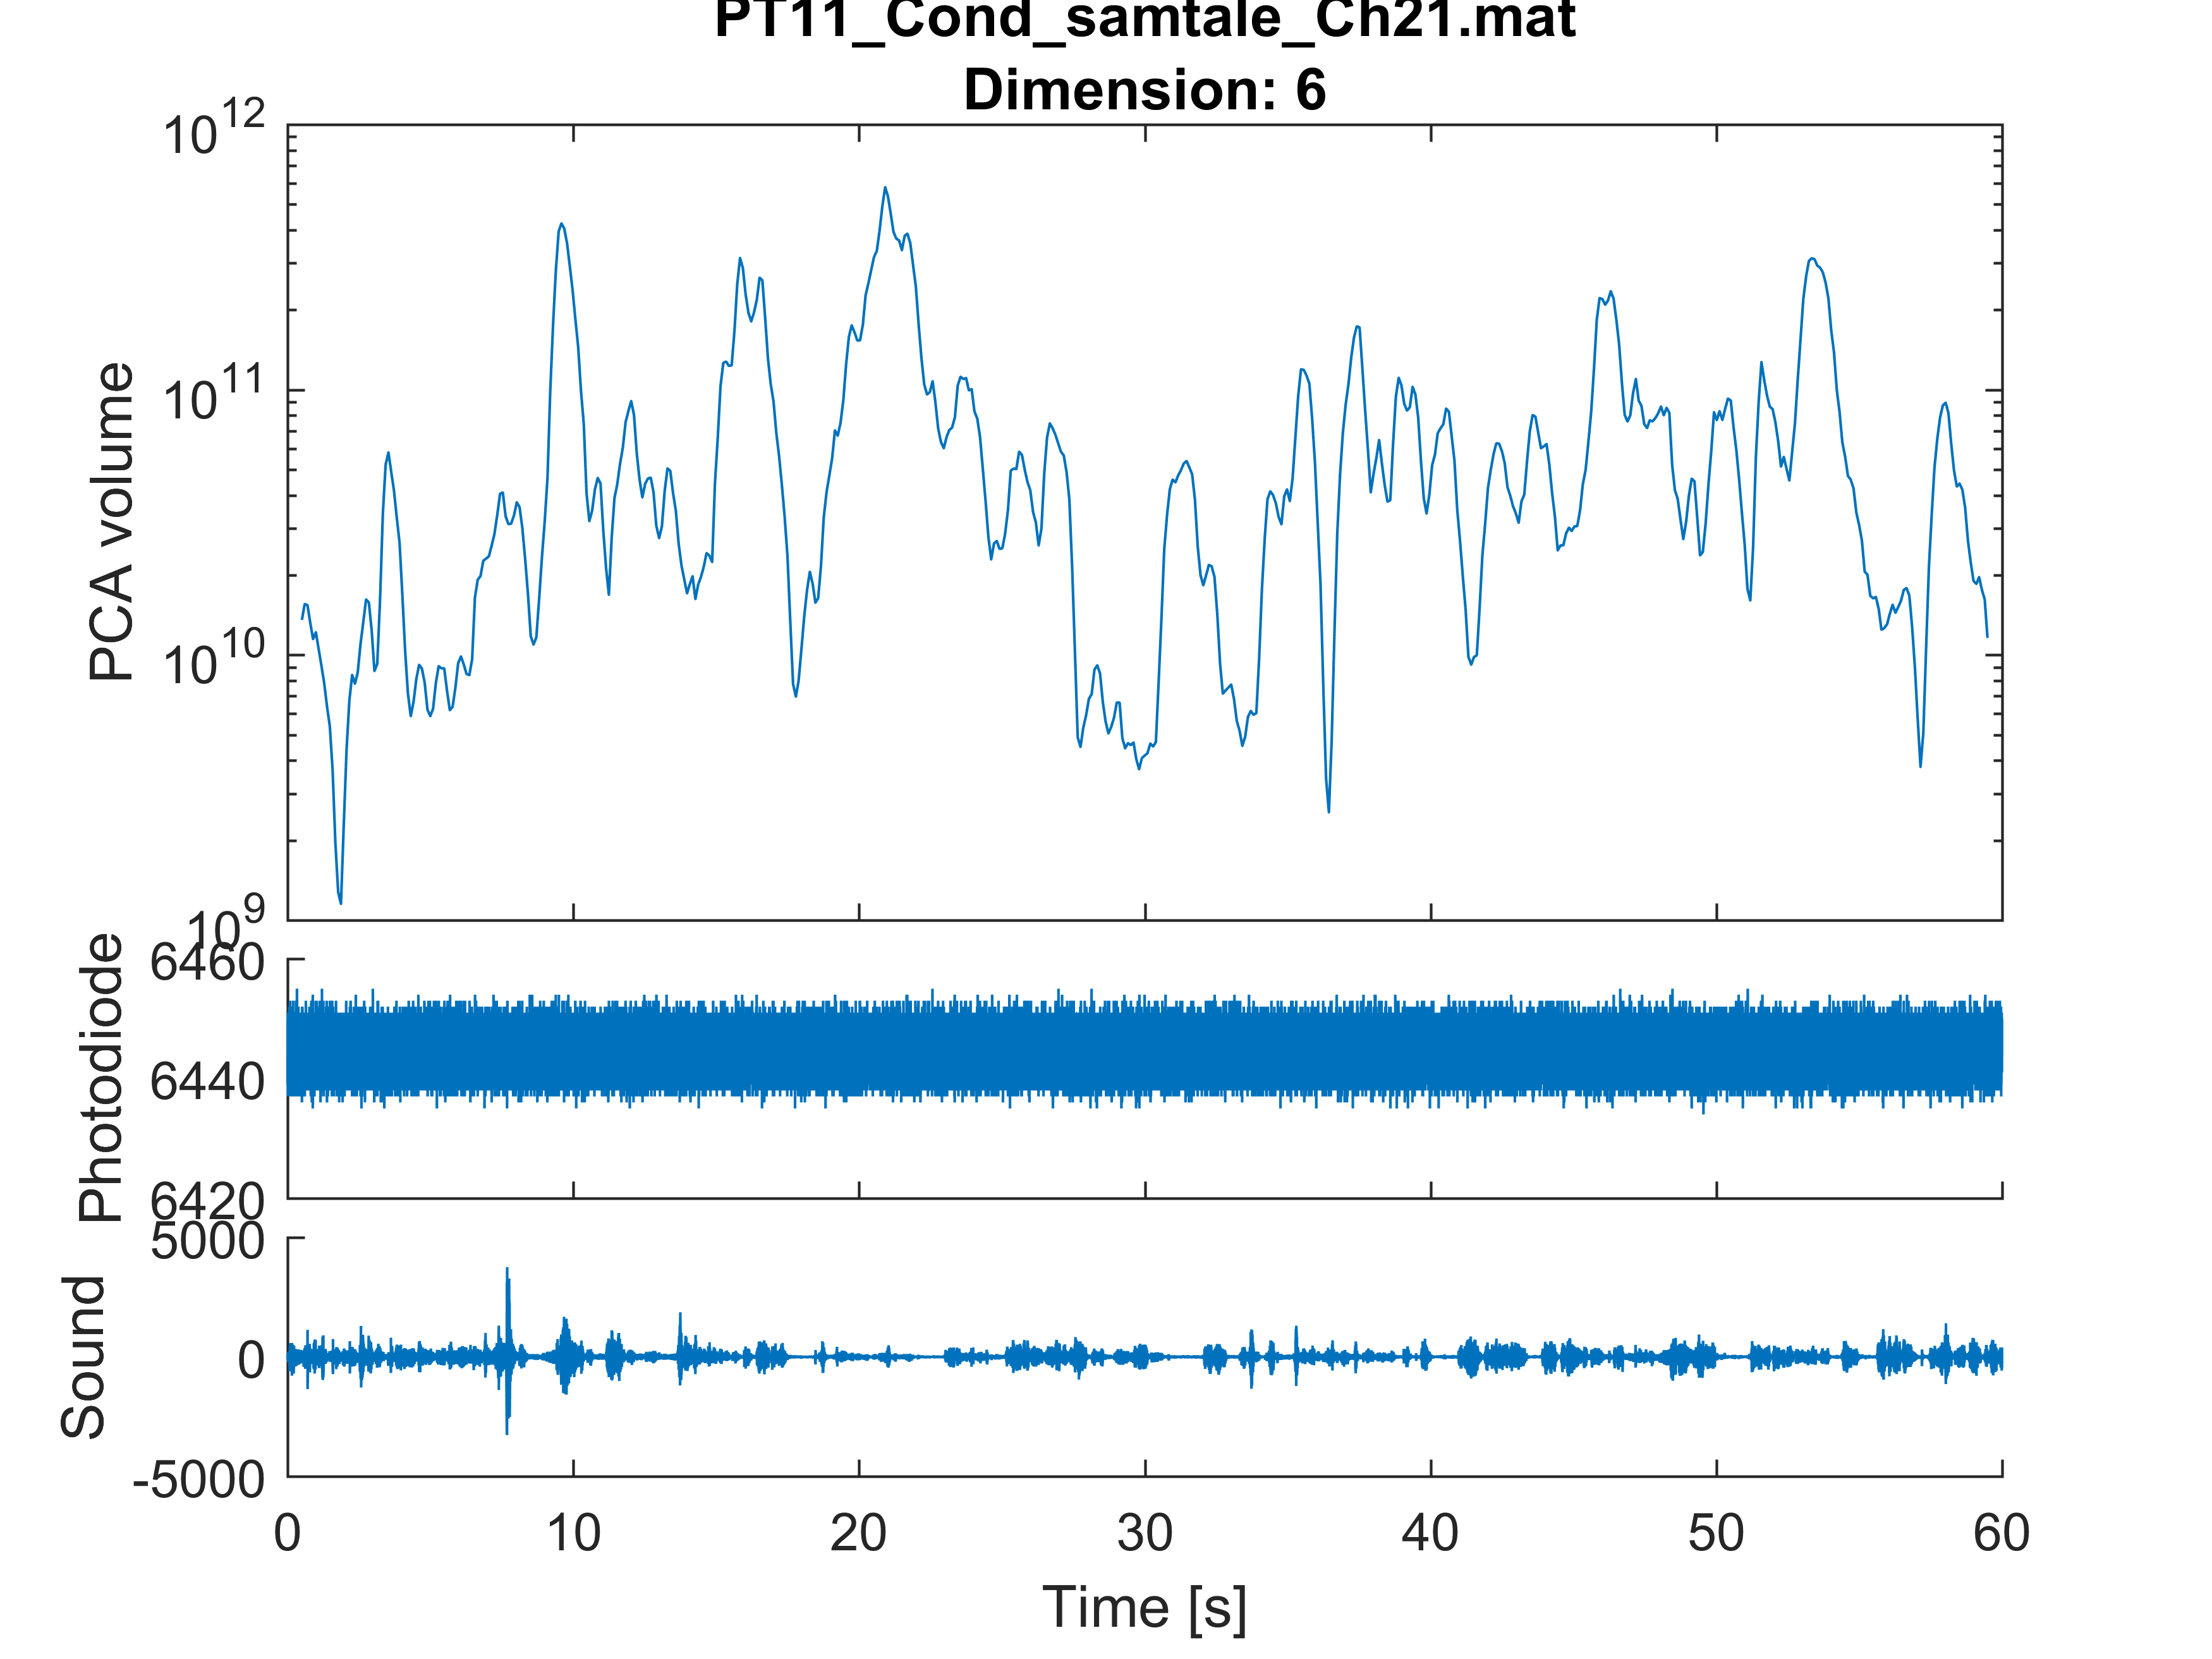 PT11_Cond_samtale_Ch21.mat
Dimension: 6
10^12
10^11
10^10
10^9
PCA volume
6460
6440
6420
Photodiode
5000
0
-5000
Sound
0 10 20 30 40 50 60
Time [s]